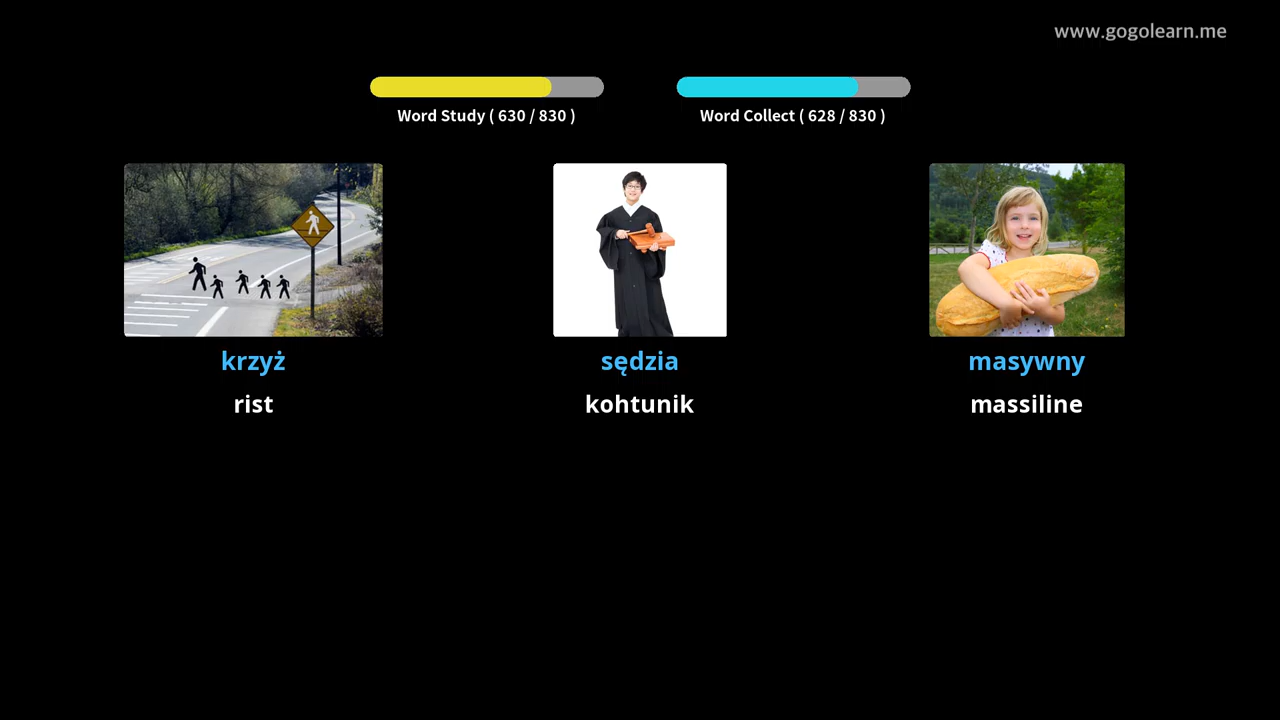 www.gogolearn.me
Word Study ( 630 / 830 )
Word Collect ( 628 / 830 )
krzyż
sędzia
masywny
rist
kohtunik
massiline